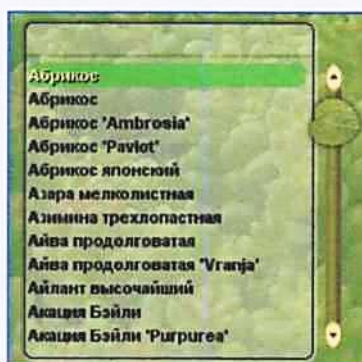 Абрикос
Абрикос
Абрикос 'Ambrosia'
Абрикос 'Paviot'
Абрикос японский
Азара мелколистная
Азимина трехлопастная
Айва продолговатая
Айва продолговатая 'Vranja'
Айлант высочайший
Акация Бэйли
Акация Бэйли 'Purpurea'